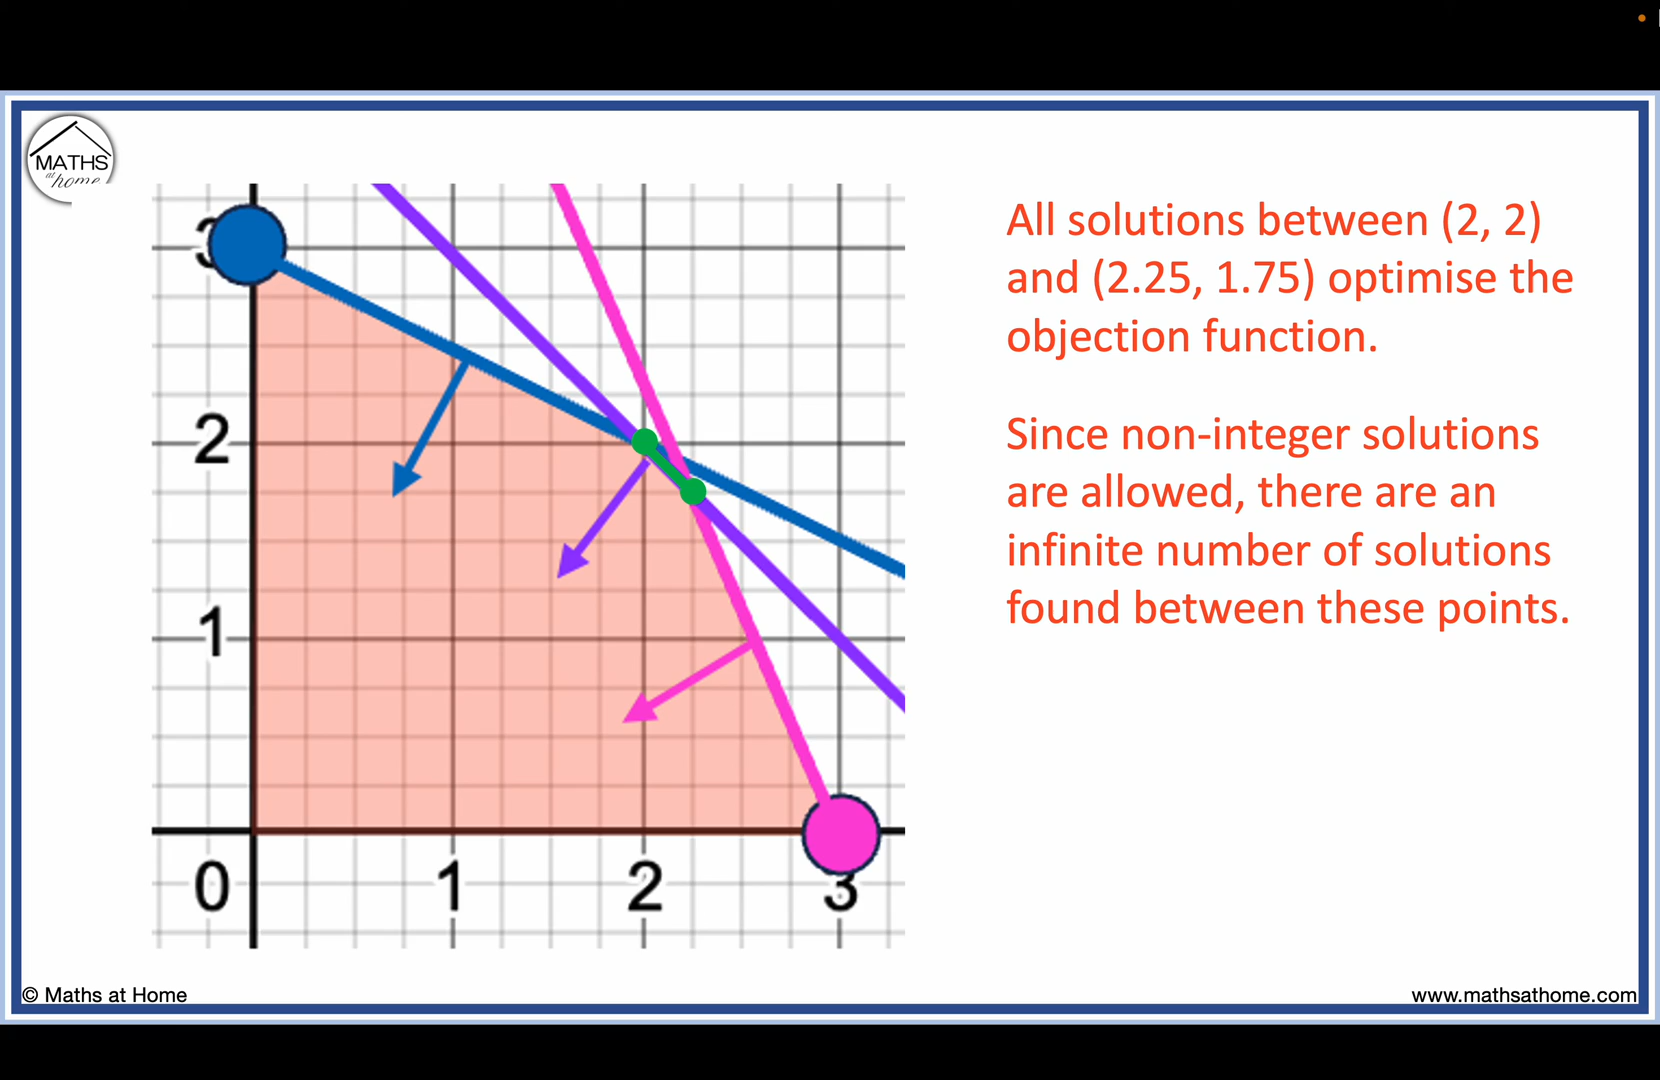 MATHS
at
home
All solutions between (2, 2)
and (2.25, 1.75) optimise the
objection function.
Since non-integer solutions
are allowed, there are an
infinite number of solutions
found between these points.
3
2
1
0 1 2 3
© Maths at Home
www.mathsathome.com